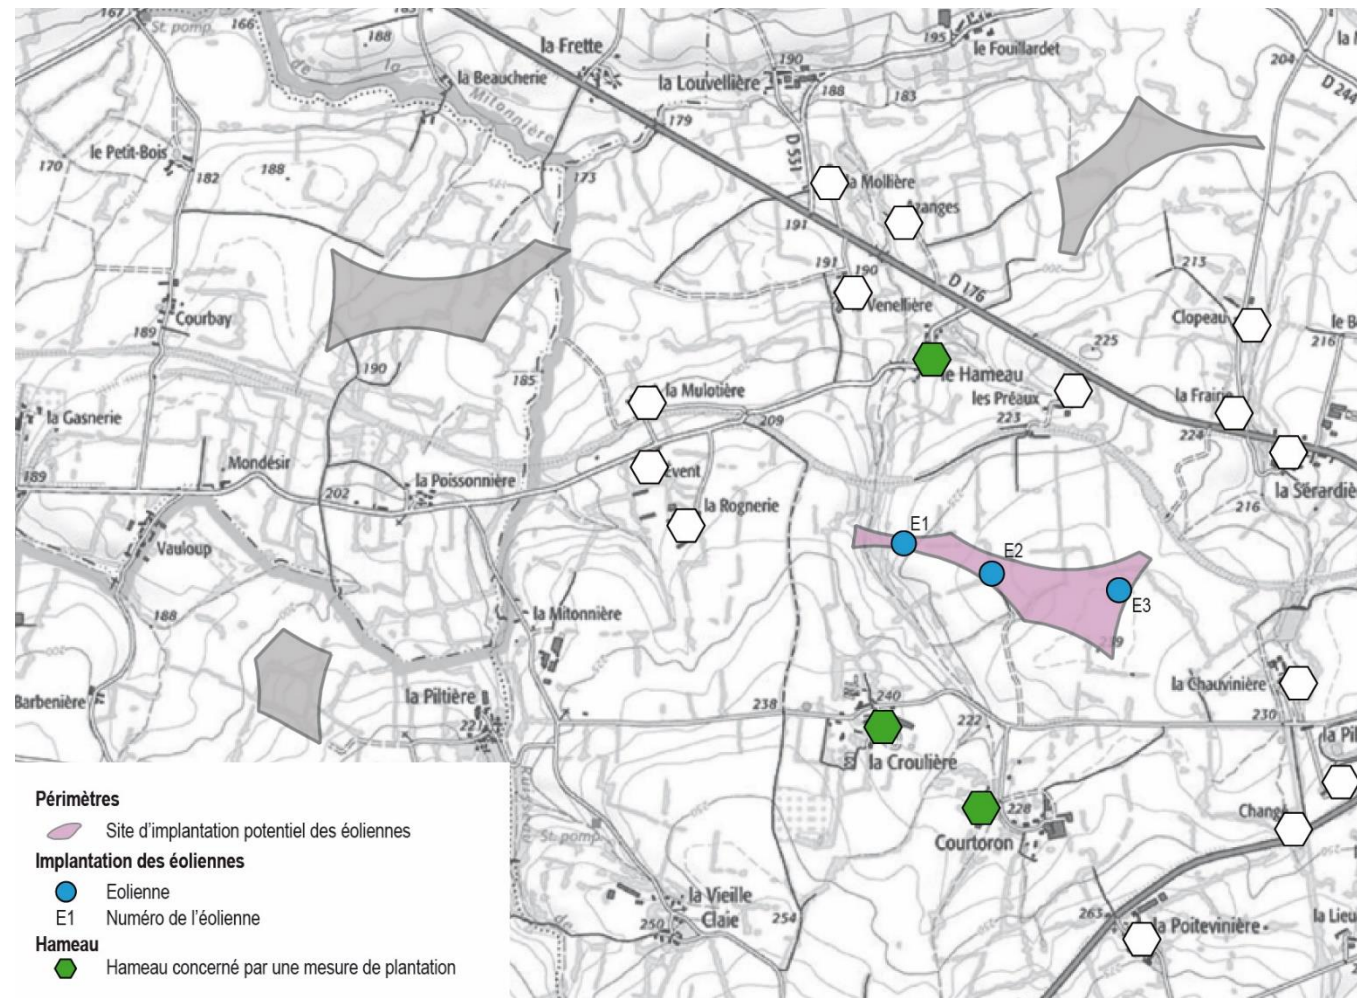 167
St. pomp.
166
188
la Frette
la Beaucherie
de la
Mitonnière
la Louvellière
190
188
183
195
le Fouillardet
204
D 244
179
D 551
le Petit-Bois
170
182
188
173
la Mollière
191
191
190
Venellière
D 176
213
Clopeau
216
Courbay
189
190
185
le Hameau
225
les Préaux
223
la Frairie
224
la Gasnerie
189
Mondésir
202
la Poissonnière
la Mulotière
209
la Rognerie
216
Vauloup
188
E1
E2
E3
239
la Mitonnière
Barbenière
la Piltière
238
240
222
la Croulière
la Chauvinière
230
228
Courtoron
St. pomp.
la Vieille
Claie
250
254
263
la Poitevinière
Périmètres
Site d'implantation potentiel des éoliennes
Implantation des éoliennes
Eolienne
E1 Numéro de l'éolienne
Hameau
Hameau concerné par une mesure de plantation